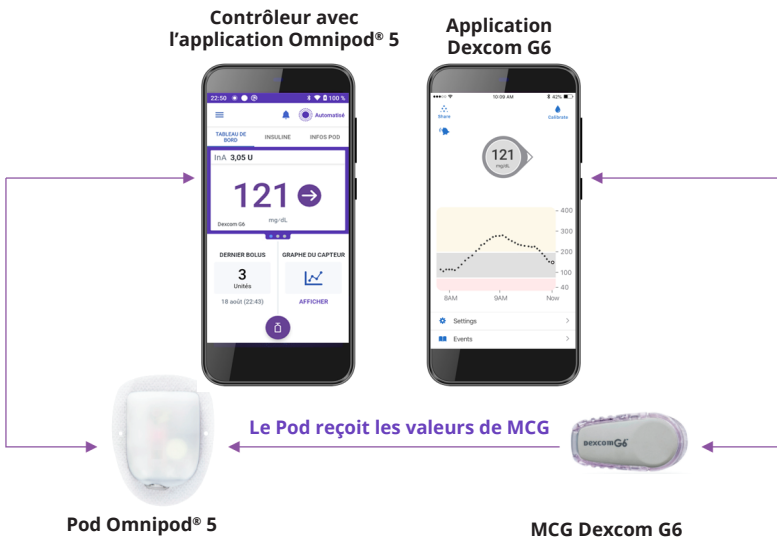 Contrôleur avec
l’application Omnipod® 5
Application
Dexcom G6
22:50
100 %
Automatisé
TABLEAU DE
BORD
INSULINE
INFOS POD
InA 3,05 U
121
mg/dL
Dexcom G6
DERNIER BOLUS
3
Unités
18 août (22:43)
GRAPHE DU CAPTEUR
AFFICHER
10:09 AM
42%
Share
Calibrate
121
mg/dL
400
300
200
100
40
8AM
9AM
Now
Settings
Events
Le Pod reçoit les valeurs de MCG
Dexcom G6
Pod Omnipod® 5
MCG Dexcom G6